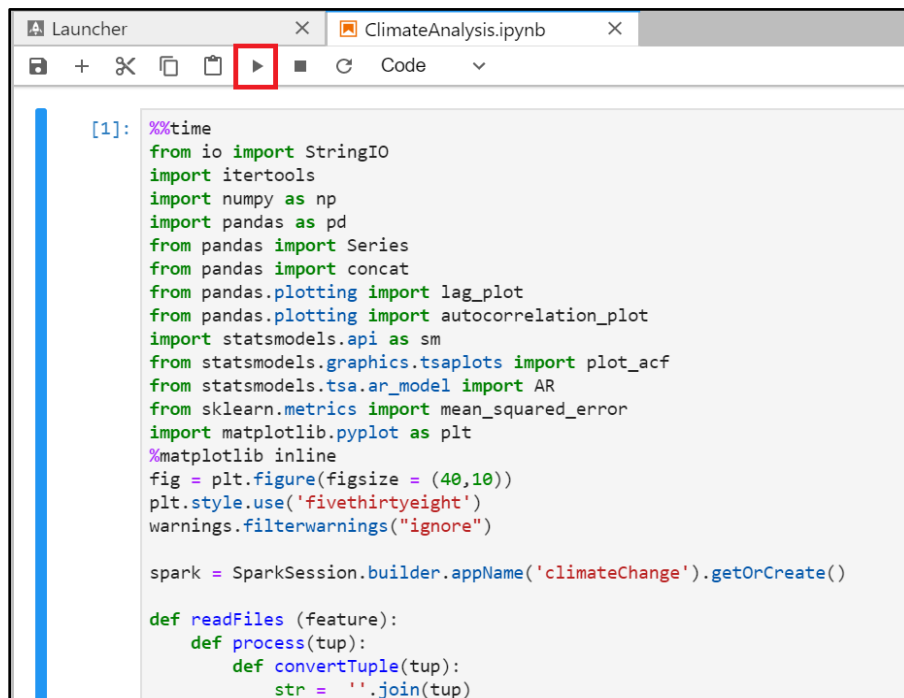 Launcher
ClimateAnalysis.ipynb
Code
[1]: %%time
from io import StringIO
import itertools
import numpy as np
import pandas as pd
from pandas import Series
from pandas import concat
from pandas.plotting import lag_plot
from pandas.plotting import autocorrelation_plot
import statsmodels.api as sm
from statsmodels.graphics.tsaplots import plot_acf
from statsmodels.tsa.ar_model import AR
from sklearn.metrics import mean_squared_error
import matplotlib.pyplot as plt
%matplotlib inline
fig = plt.figure(figsize = (40,10))
plt.style.use('fivethirtyeight')
warnings.filterwarnings("ignore")

spark = SparkSession.builder.appName('climateChange').getOrCreate()

def readFiles (feature):
    def process(tup):
        def convertTuple(tup):
            str =  ''.join(tup)